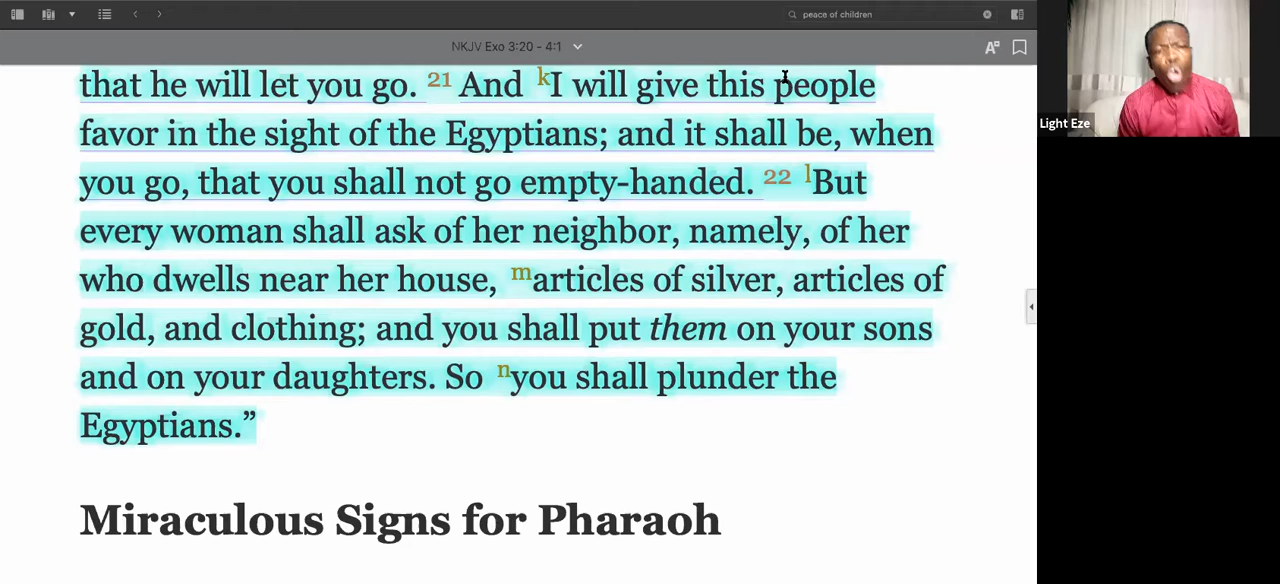 peace of children
NKJV Exo 3:20 - 4:1
that he will let you go. 21 And kI will give this people
favor in the sight of the Egyptians; and it shall be, when
you go, that you shall not go empty-handed. 22 lBut
every woman shall ask of her neighbor, namely, of her
who dwells near her house, marticles of silver, articles of
gold, and clothing; and you shall put them on your sons
and on your daughters. So nyou shall plunder the
Egyptians.”
Miraculous Signs for Pharaoh
Light Eze